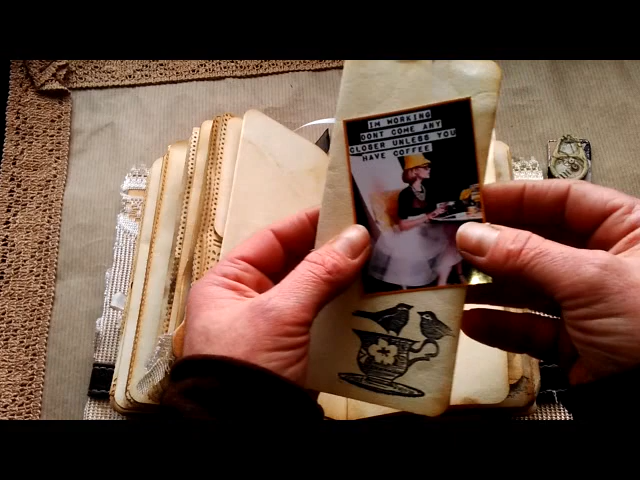 IM WORKING
DONT COME ANY
CLOSER UNLESS YOU
HAVE COFFEE